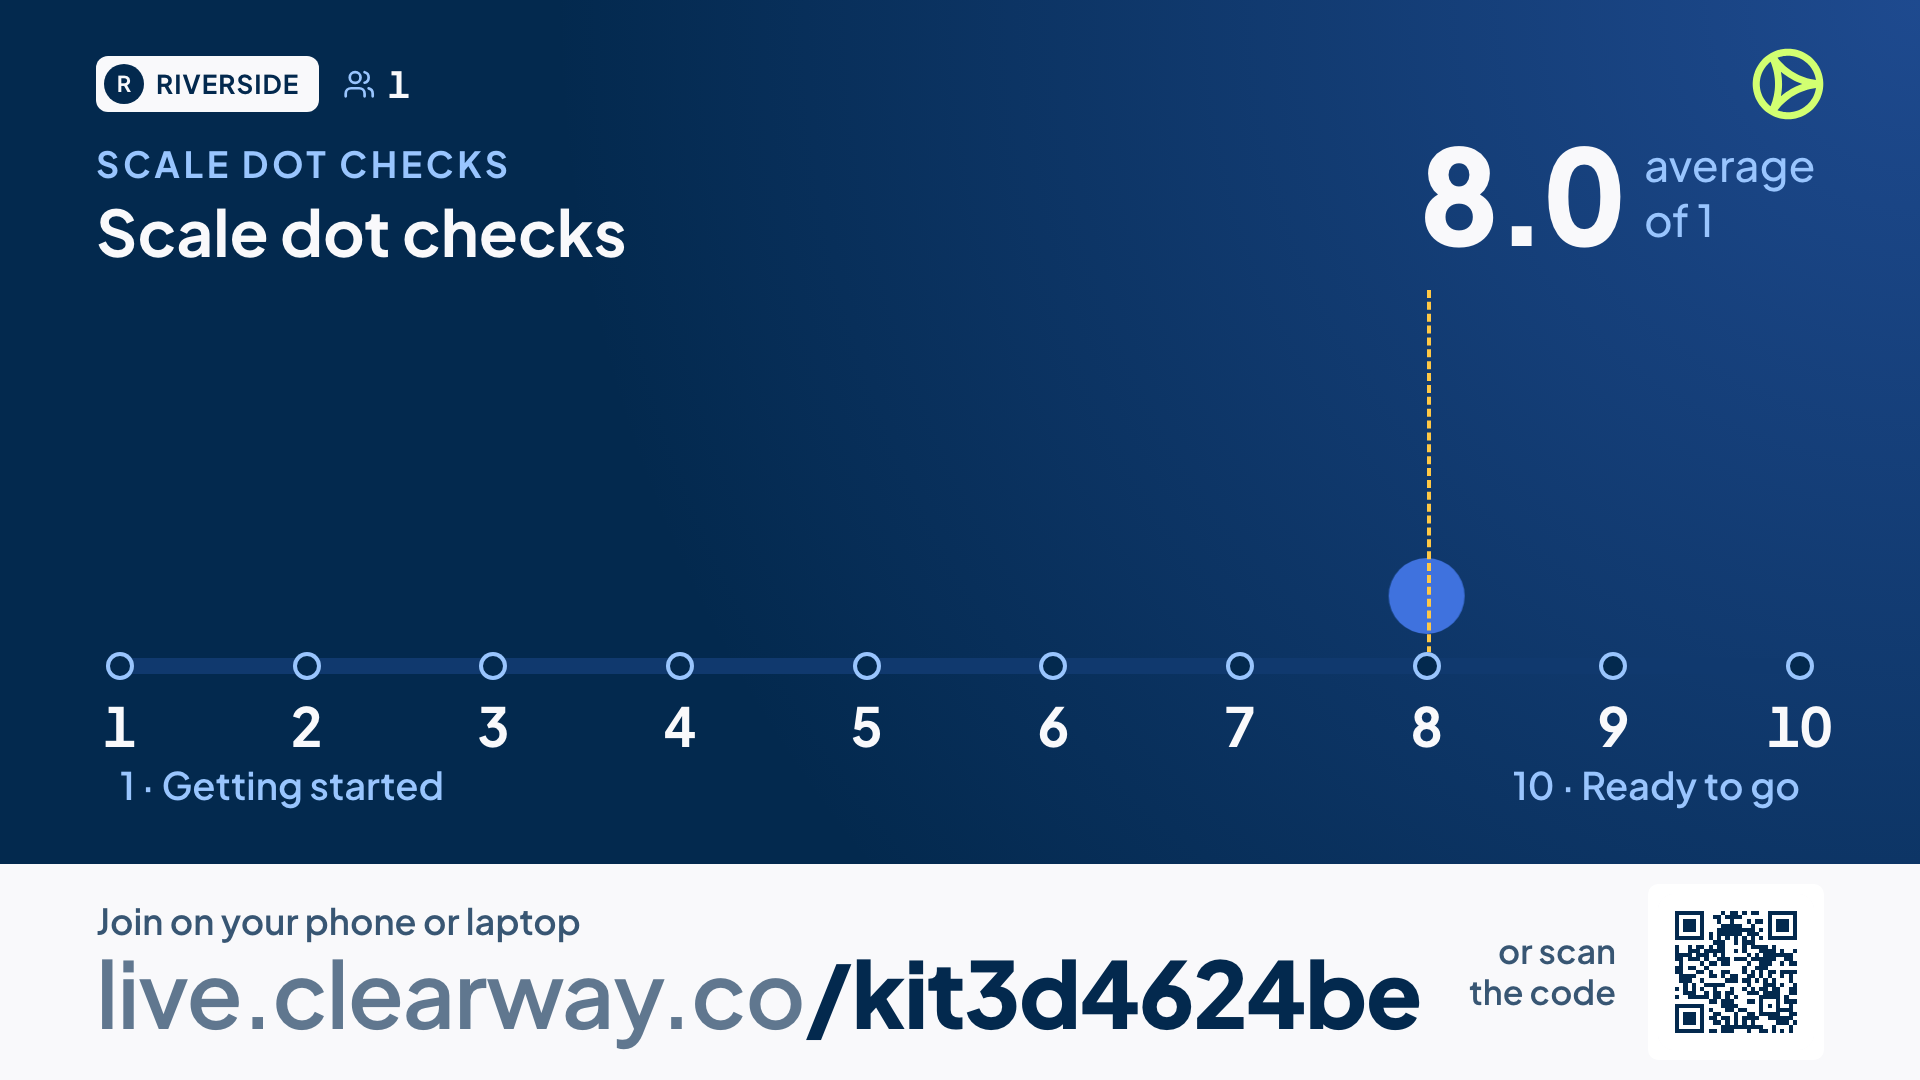 R RIVERSIDE 1
SCALE DOT CHECKS
Scale dot checks
8.0 average
of 1
1 2 3 4 5 6 7 8 9 10
1 · Getting started 10 · Ready to go
Join on your phone or laptop
live.clearway.co/kit3d4624be
or scan
the code